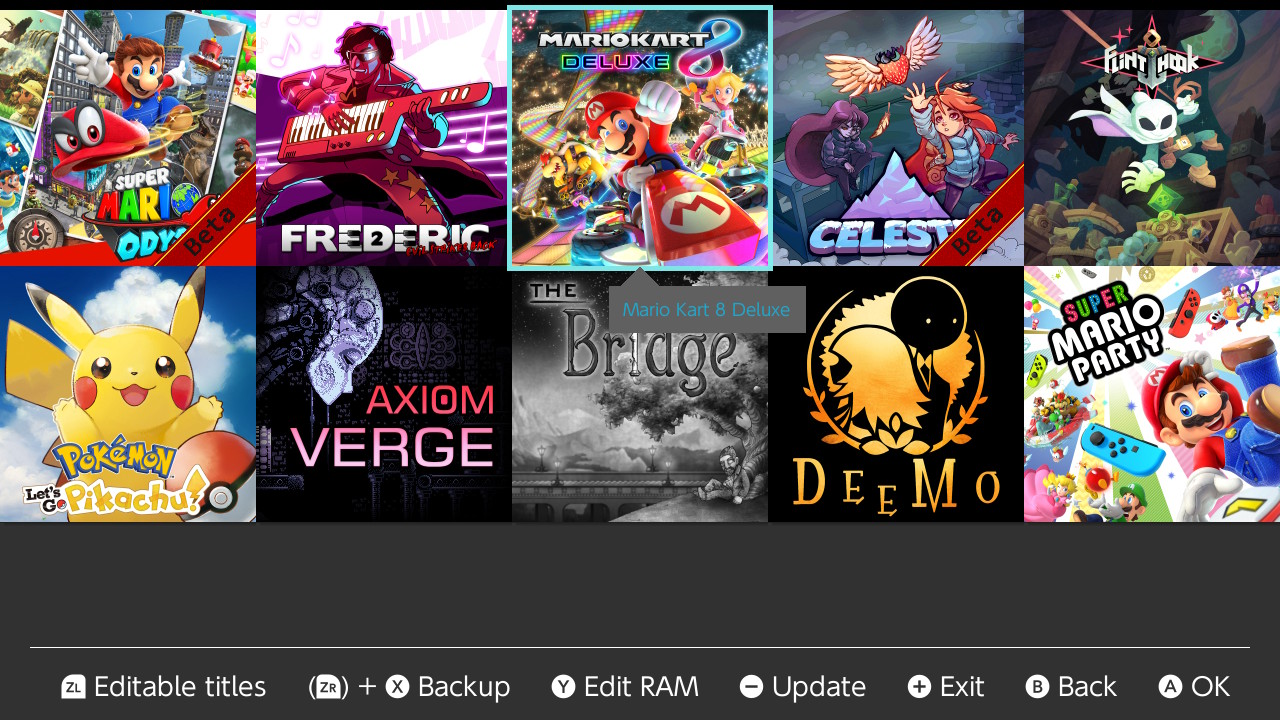 SUPER
MARIO
ODYS
Beta
FREDERIC
EVIL STRIKES BACK
MARIOKART 8
DELUXE
CELEST
Beta
FLINTHOOK
Mario Kart 8 Deluxe
POKéMON
Let's Go Pikachu!
AXIOM
VERGE
THE
Bridge
DEEMO
SUPER
MARIO
PARTY
ZL Editable titles (ZR) + X Backup Y Edit RAM − Update + Exit B Back A OK